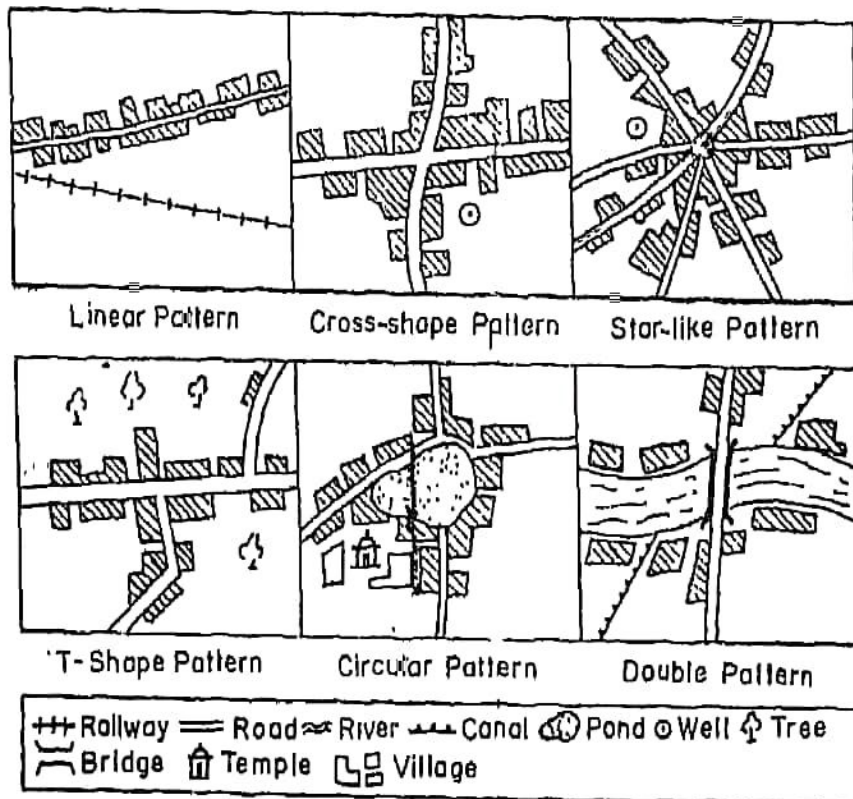 Linear Pattern Cross-shape Pattern Star-like Pattern
T-Shape Pattern Circular Pattern Double Pattern
Railway Road River Canal Pond Well Tree
Bridge Temple Village